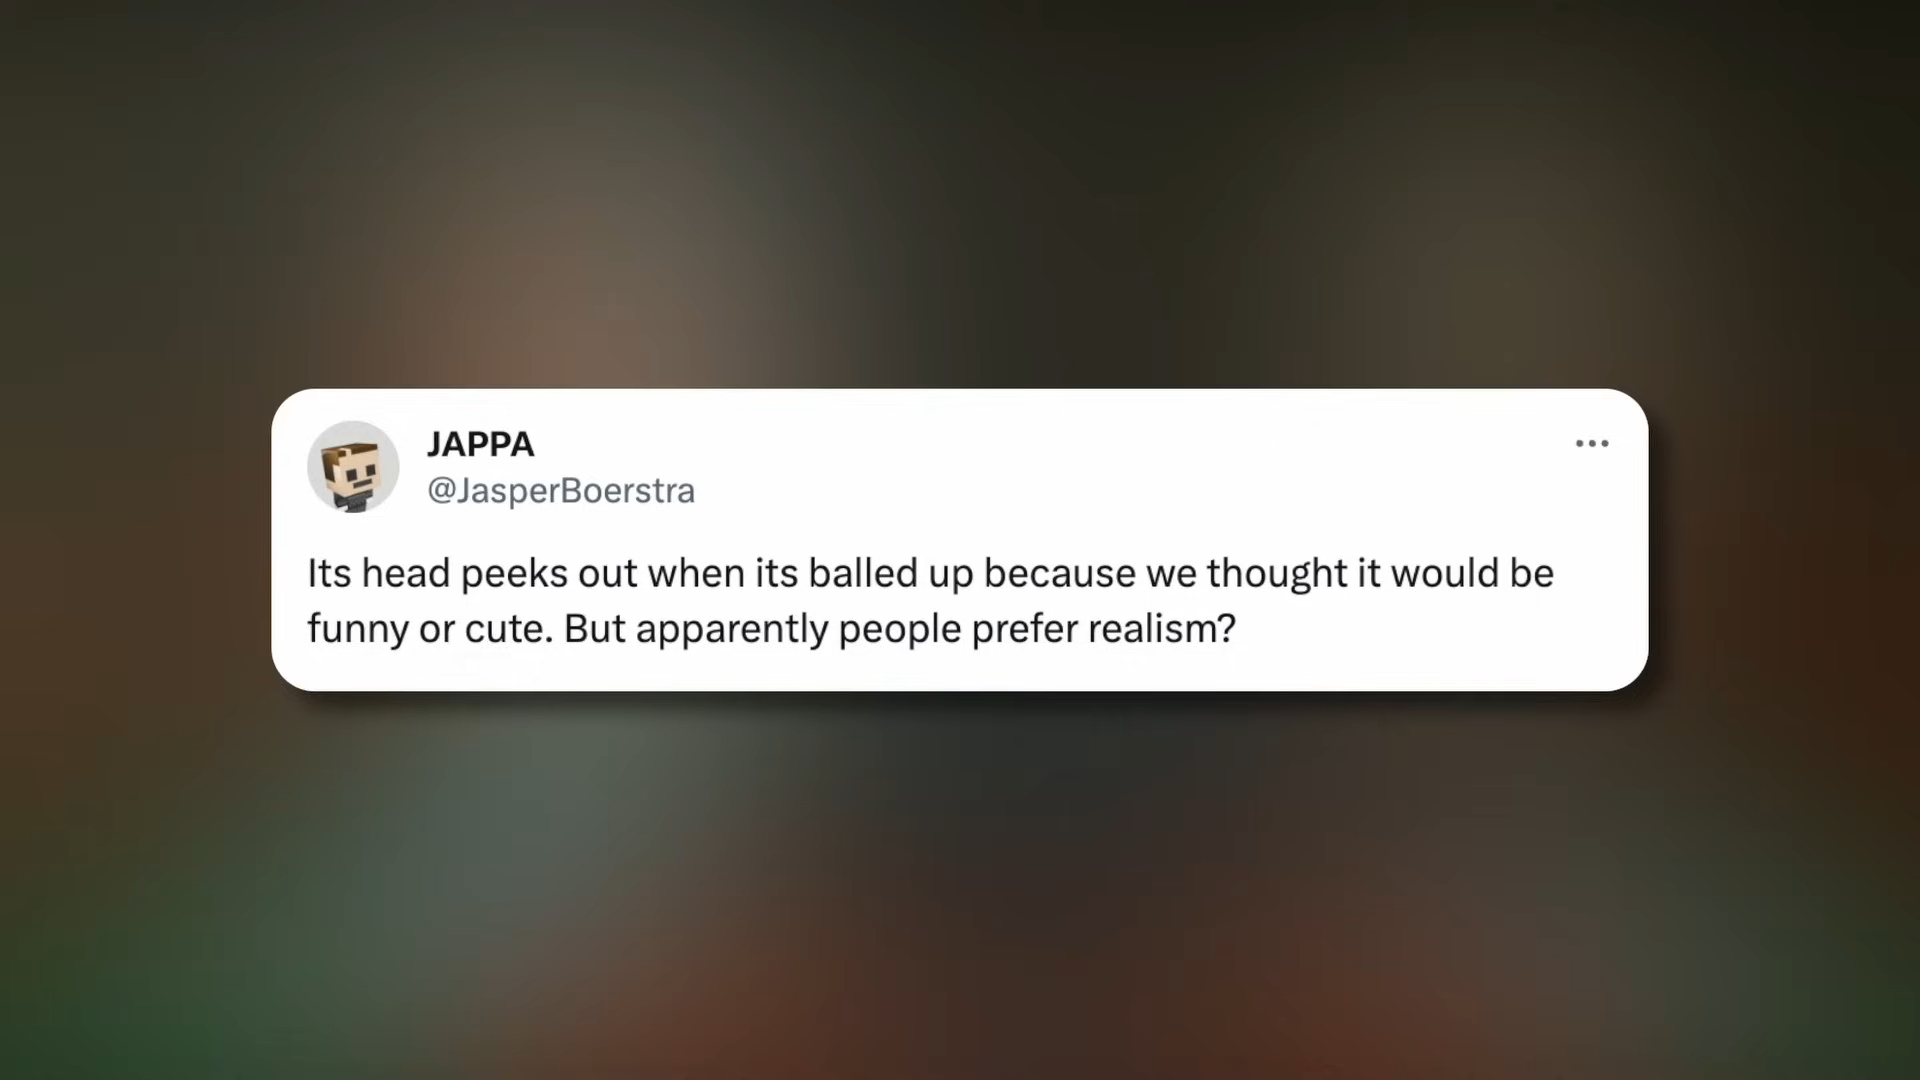 JAPPA
@JasperBoerstra
Its head peeks out when its balled up because we thought it would be
funny or cute. But apparently people prefer realism?